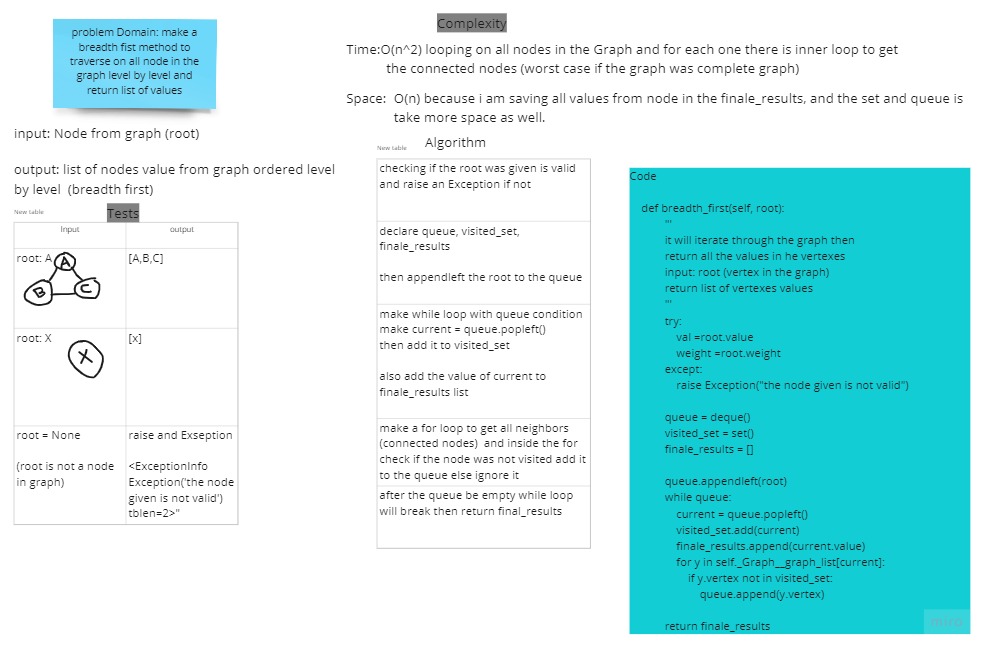 problem Domain: make a
breadth fist method to
traverse on all node in the
graph level by level and
return list of values
input: Node from graph (root)
output: list of nodes value from graph ordered level
by level (breadth first)
New table
Tests
Input
output
root: A
A
B
C
[A,B,C]
root: X
X
[x]
root = None
(root is not a node
in graph)
raise and Exseption
<ExceptionInfo
Exception('the node
given is not valid')
tblen=2>"
Complexity
Time:O(n^2) looping on all nodes in the Graph and for each one there is inner loop to get
the connected nodes (worst case if the graph was complete graph)
Space: O(n) because i am saving all values from node in the finale_results, and the set and queue is
take more space as well.
New table
Algorithm
checking if the root was given is valid
and raise an Exception if not
declare queue, visited_set,
finale_results
then appendleft the root to the queue
make while loop with queue condition
make current = queue.popleft()
then add it to visited_set
also add the value of current to
finale_results list
make a for loop to get all neighbors
(connected nodes) and inside the for
check if the node was not visited add it
to the queue else ignore it
after the queue be empty while loop
will break then return final_results
Code
def breadth_first(self, root):
'''
it will iterate through the graph then
return all the values in he vertexes
input: root (vertex in the graph)
return list of vertexes values
'''
try:
val =root.value
weight =root.weight
except:
raise Exception("the node given is not valid")
queue = deque()
visited_set = set()
finale_results = []
queue.appendleft(root)
while queue:
current = queue.popleft()
visited_set.add(current)
finale_results.append(current.value)
for y in self._Graph__graph_list[current]:
if y.vertex not in visited_set:
queue.append(y.vertex)
return finale_results
miro